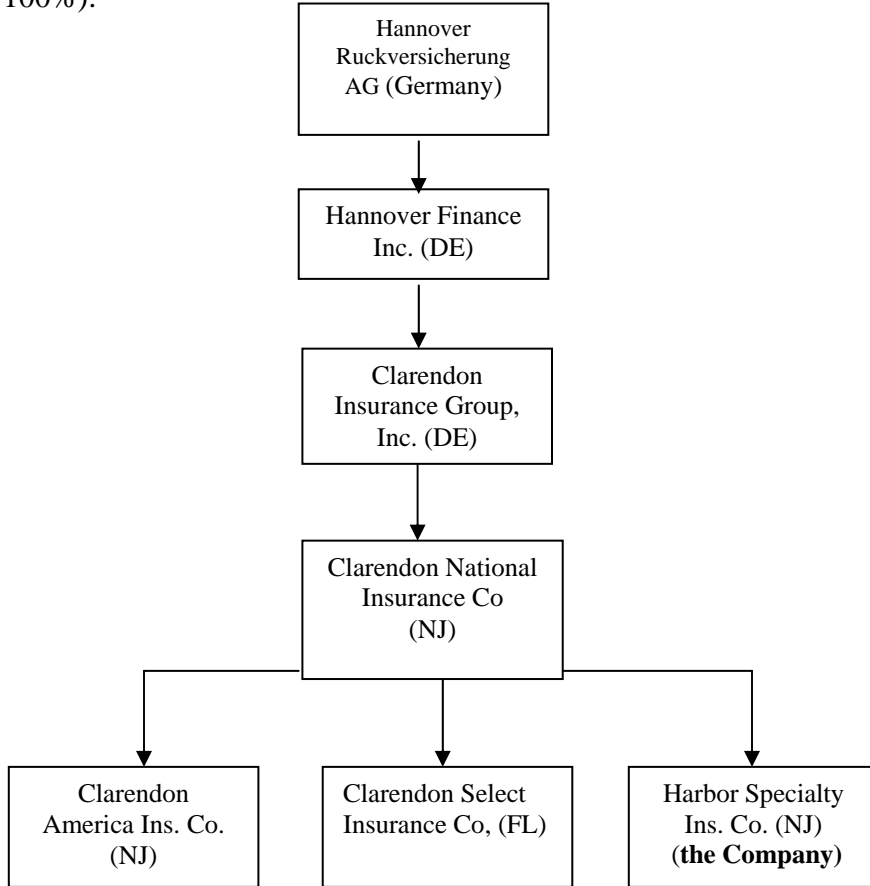 100%).
Hannover
Ruckversicherung
AG (Germany)
Hannover Finance
Inc. (DE)
Clarendon
Insurance Group,
Inc. (DE)
Clarendon National
Insurance Co
(NJ)
Clarendon
America Ins. Co.
(NJ)
Clarendon Select
Insurance Co, (FL)
Harbor Specialty
Ins. Co. (NJ)
(the Company)